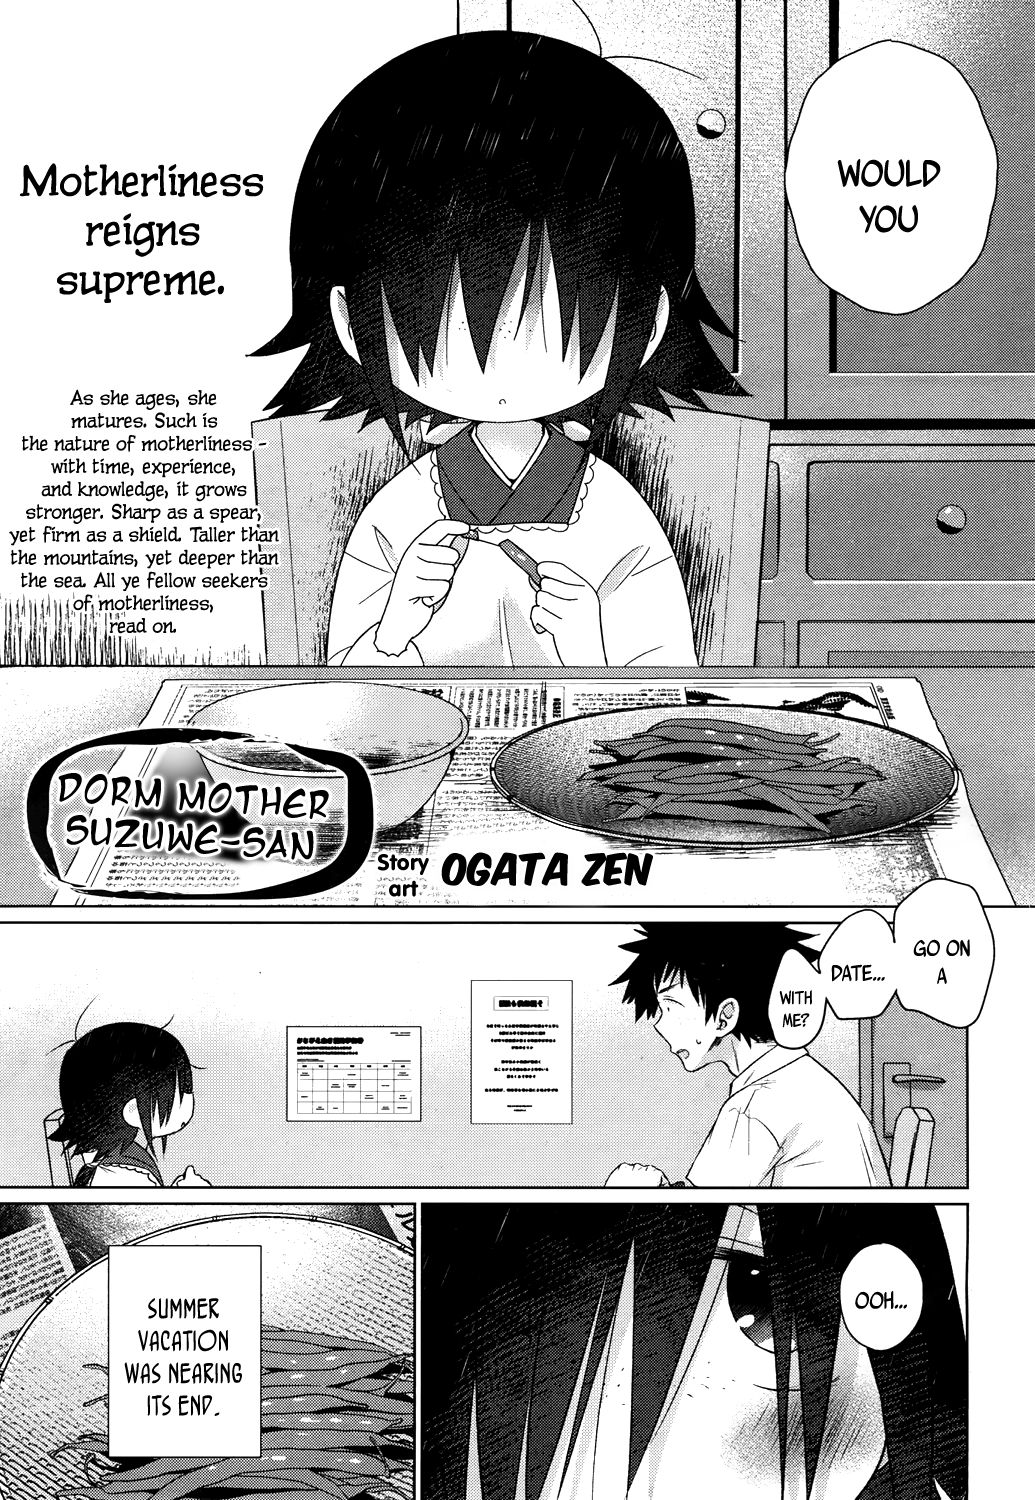 WOULD
YOU
Motherliness
reigns
supreme.
As she ages, she
matures. Such is
the nature of motherliness -
with time, experience,
and knowledge, it grows
stronger. Sharp as a spear,
yet firm as a shield. Taller than
the mountains, yet deeper than
the sea. All ye fellow seekers
of motherliness,
read on.
DORM MOTHER
SUZUWE-SAN
Story
art
OGATA ZEN
GO ON
A
DATE...
WITH
ME?
OOH...
SUMMER
VACATION
WAS NEARING
ITS END.